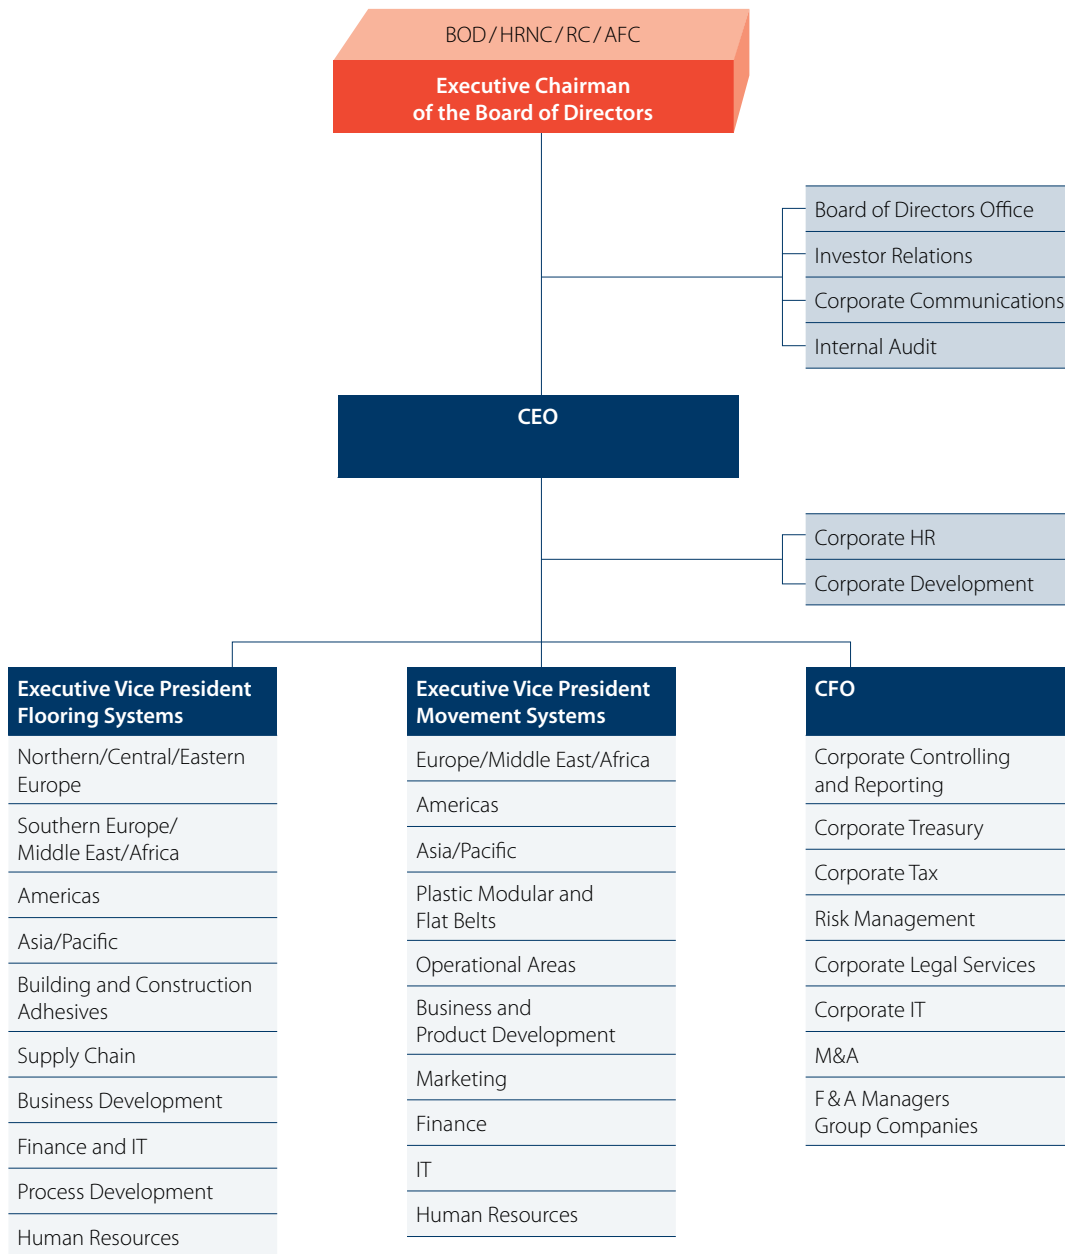 BOD / HRNC / RC / AFC
Executive Chairman
of the Board of Directors
Board of Directors Office
Investor Relations
Corporate Communications
Internal Audit
CEO
Corporate HR
Corporate Development
Executive Vice President
Flooring Systems
Northern/Central/Eastern
Europe
Southern Europe/
Middle East/Africa
Americas
Asia/Pacific
Building and Construction
Adhesives
Supply Chain
Business Development
Finance and IT
Process Development
Human Resources
Executive Vice President
Movement Systems
Europe/Middle East/Africa
Americas
Asia/Pacific
Plastic Modular and
Flat Belts
Operational Areas
Business and
Product Development
Marketing
Finance
IT
Human Resources
CFO
Corporate Controlling
and Reporting
Corporate Treasury
Corporate Tax
Risk Management
Corporate Legal Services
Corporate IT
M&A
F & A Managers
Group Companies